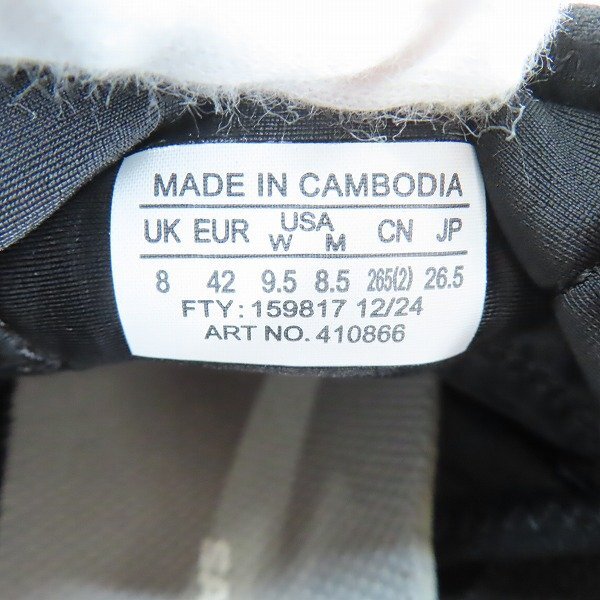 MADE IN CAMBODIA
UK EUR USA W M CN JP
8 42 9.5 8.5 265(2) 26.5
FTY: 159817 12/24
ART NO. 410866